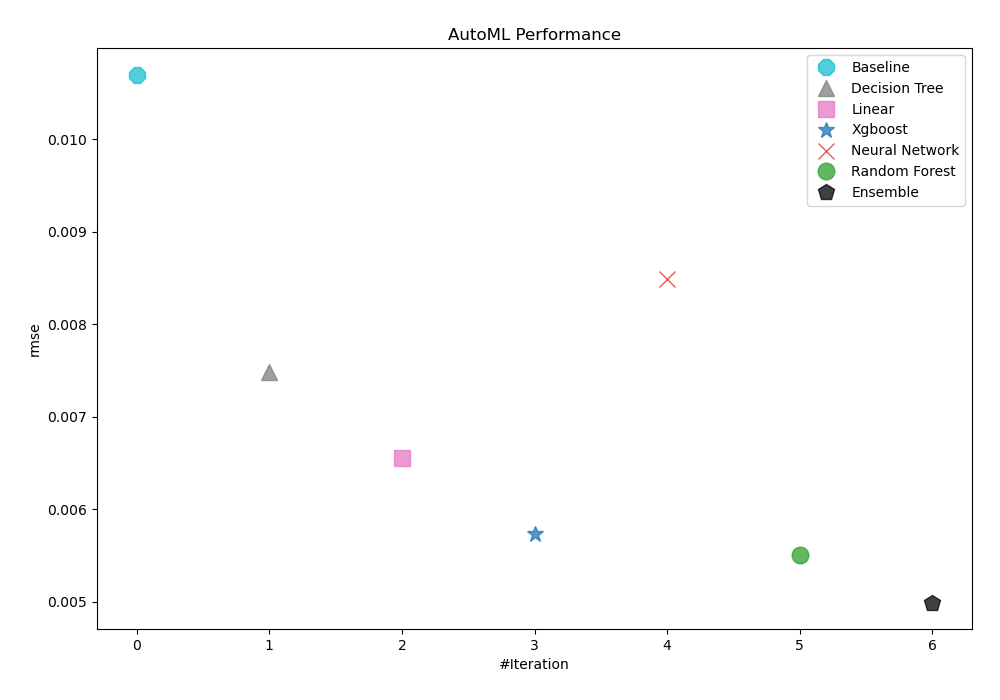 AutoML Performance
Baseline
Decision Tree
Linear
Xgboost
Neural Network
Random Forest
Ensemble
0.010
0.009
0.008
0.007
0.006
0.005
rmse
0 1 2 3 4 5 6
#Iteration